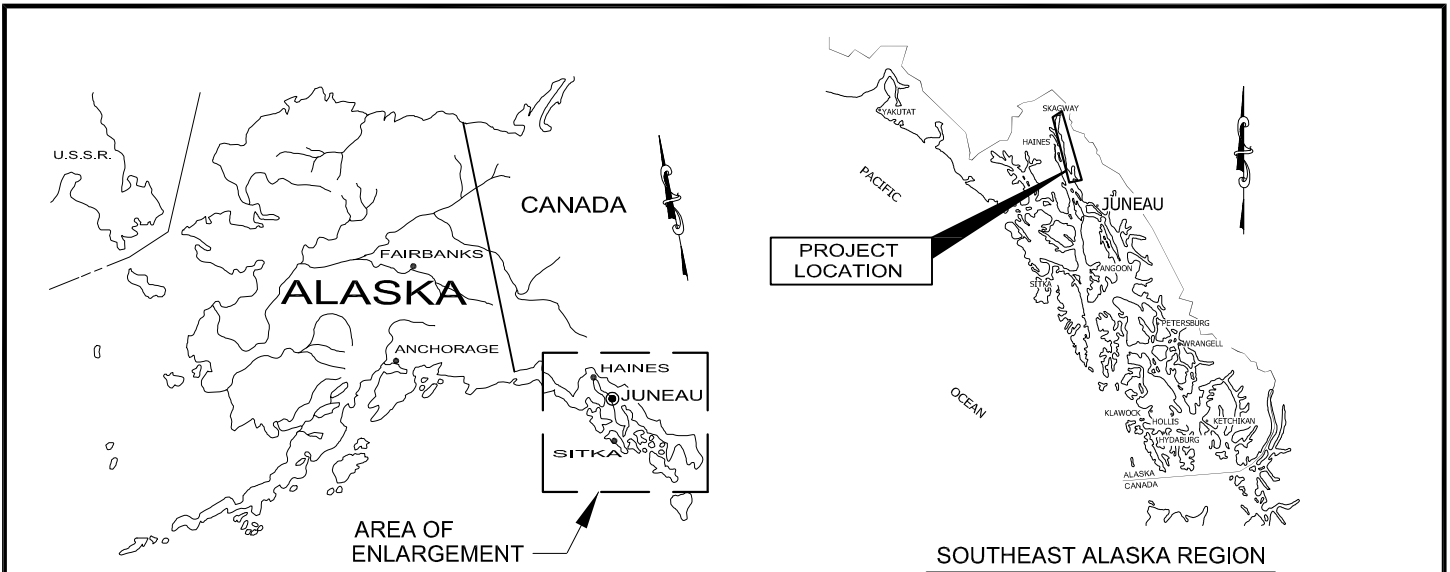 U.S.S.R.
CANADA
FAIRBANKS
ALASKA
ANCHORAGE
HAINES
JUNEAU
SITKA
AREA OF
ENLARGEMENT
SKAGWAY
YAKUTAT
HAINES
PACIFIC
JUNEAU
PROJECT
LOCATION
ANGOON
SITKA
PETERSBURG
WRANGELL
OCEAN
KLAWOCK
HOLLIS
KETCHIKAN
HYDABURG
ALASKA
CANADA
SOUTHEAST ALASKA REGION